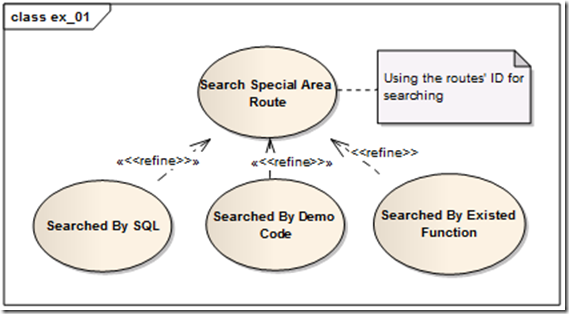 class ex_01
Search Special Area
Route
Using the routes' ID for
searching
«<<refine>>»
«<<refine>>»
<<refine>>
Searched By SQL
Searched By Demo
Code
Searched By Existed
Function